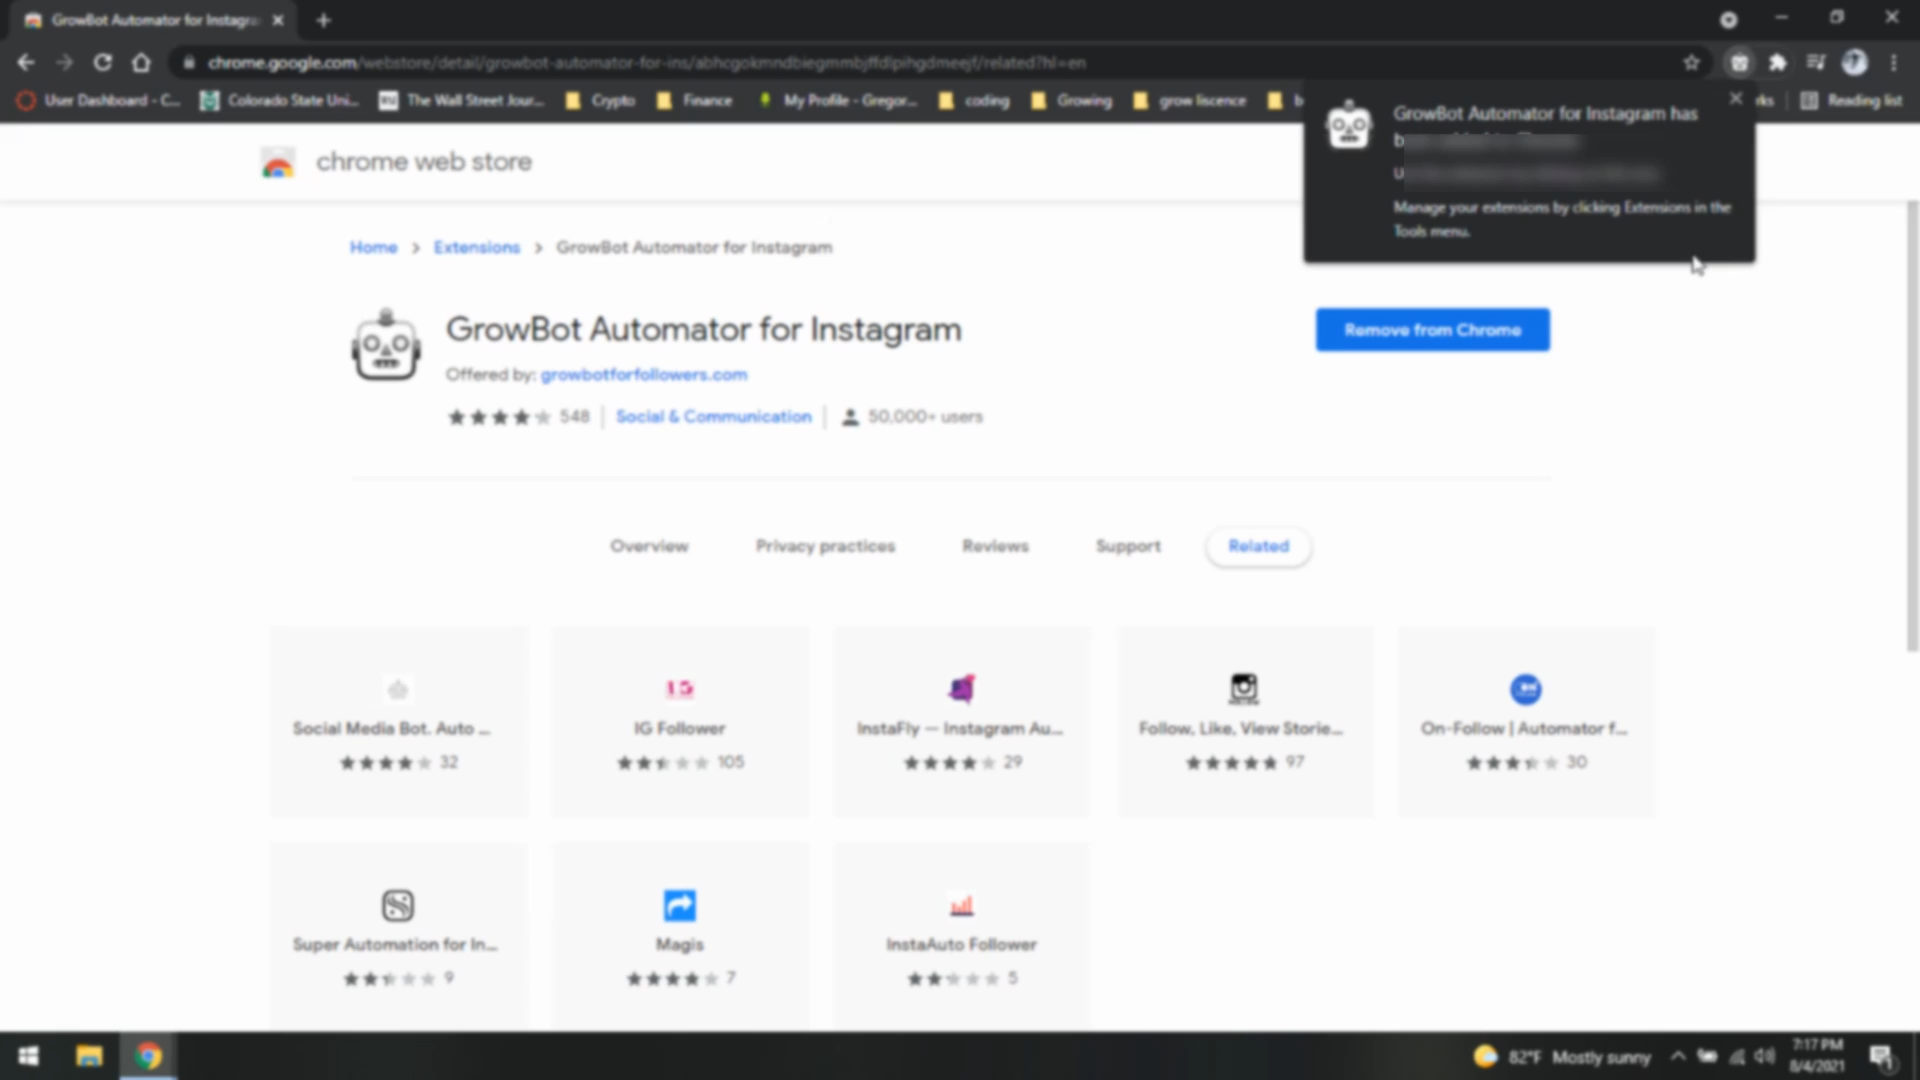 GrowBot Automator for Instagra
chrome.google.com/webstore/detail/growbot-automator-for-ins/abhcgokmndbiegmmbjffdlpihgdmeejf/related?hl=en
User Dashboard - C... Colorado State Uni... The Wall Street Jour... Crypto Finance My Profile - Gregor... coding Growing grow liscence b rks Reading list
GrowBot Automator for Instagram has
Manage your extensions by clicking Extensions in the
Tools menu.
chrome web store
Home > Extensions > GrowBot Automator for Instagram
GrowBot Automator for Instagram
Remove from Chrome
Offered by: growbotforfollowers.com
548 | Social & Communication | 50,000+ users
Overview Privacy practices Reviews Support Related
Social Media Bot. Auto ... IG Follower InstaFly — Instagram Au... Follow, Like, View Storie... On-Follow | Automator f...
32 105 29 97 30
Super Automation for In... Magis InstaAuto Follower
9 7 5
82°F Mostly sunny
7:17 PM
8/4/2021